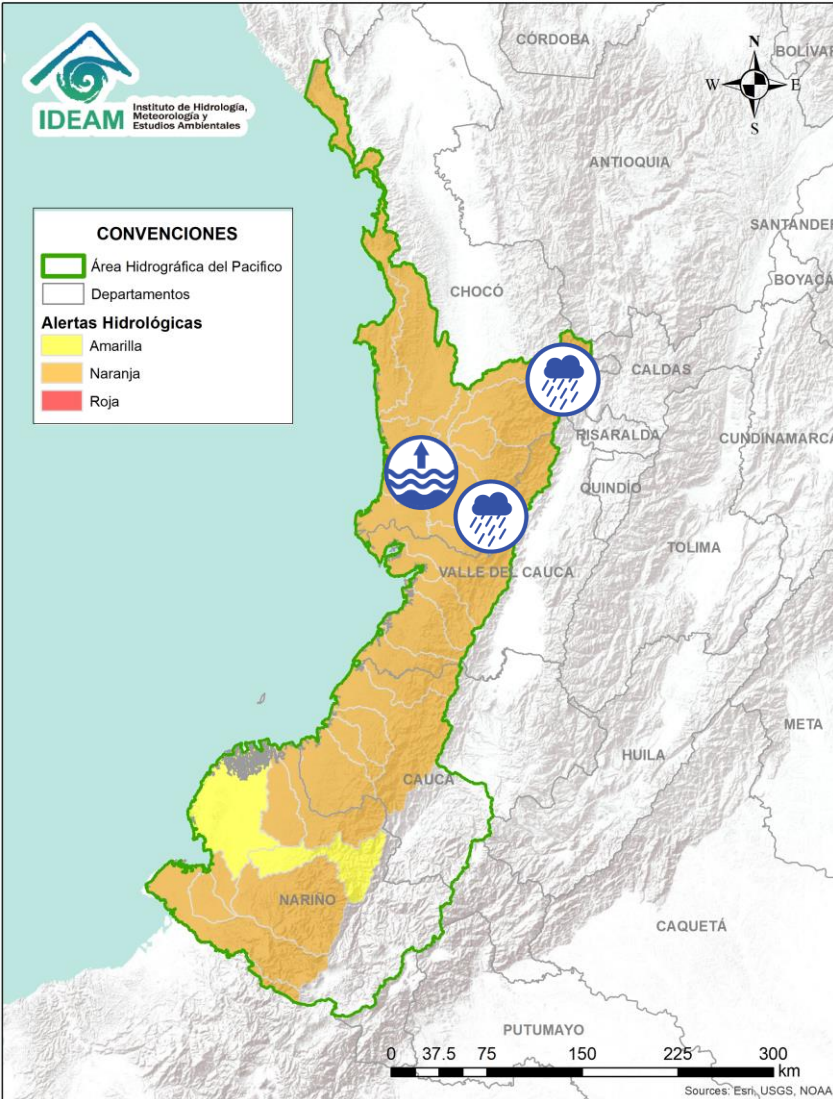 IDEAM
Instituto de Hidrología,
Meteorología y
Estudios Ambientales
CÓRDOBA
BOLÍVAR
N
W
E
S
ANTIOQUIA
SANTANDER
BOYACÁ
CONVENCIONES
Área Hidrográfica del Pacifico
Departamentos
Alertas Hidrológicas
Amarilla
Naranja
Roja
CHOCÓ
CALDAS
RISARALDA
CUNDINAMARCA
QUINDÍO
TOLIMA
VALLE DEL CAUCA
META
HUILA
CAUCA
NARIÑO
CAQUETÁ
PUTUMAYO
0 37.5 75 150 225 300
km
Sources: Esri, USGS, NOAA